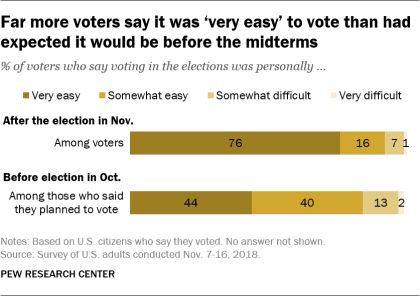 Far more voters say it was ‘very easy’ to vote than had
expected it would be before the midterms
% of voters who say voting in the elections was personally ...
Very easy Somewhat easy Somewhat difficult Very difficult
After the election in Nov.
Among voters 76 16 7 1
Before election in Oct.
Among those who said
they planned to vote 44 40 13 2
Notes: Based on U.S. citizens who say they voted. No answer not shown.
Source: Survey of U.S. adults conducted Nov. 7-16, 2018.
PEW RESEARCH CENTER